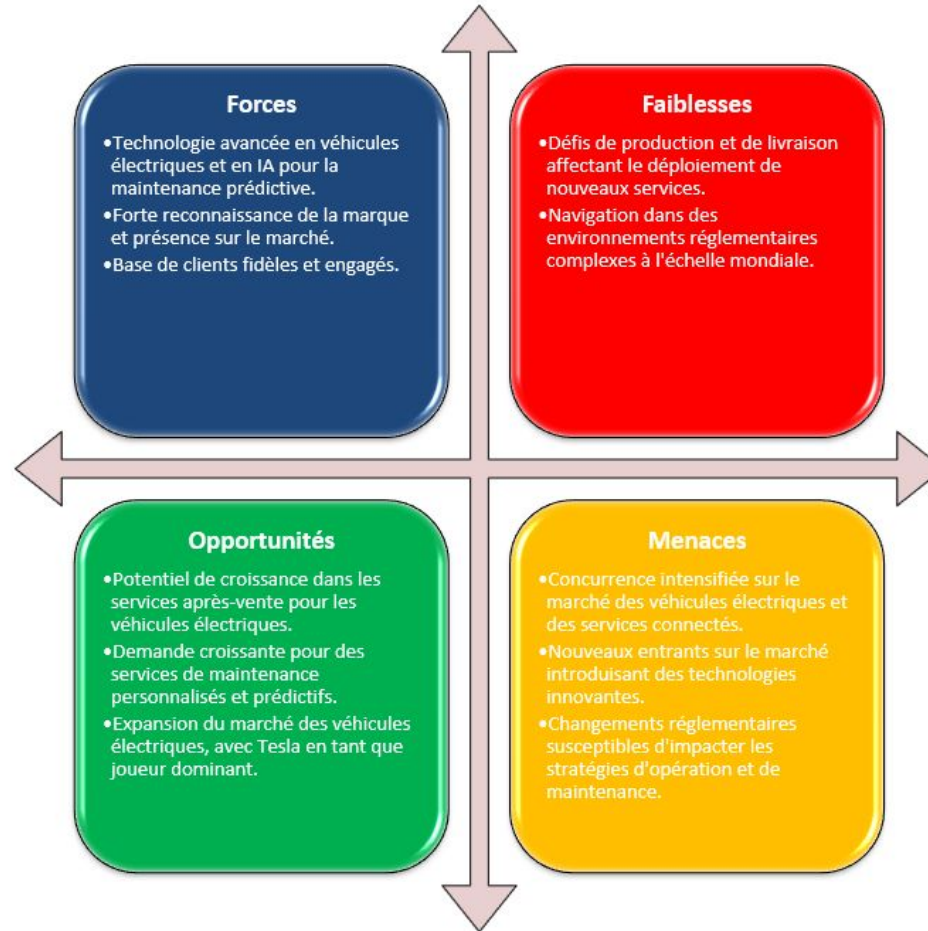 Forces
•Technologie avancée en véhicules
électriques et en IA pour la
maintenance prédictive.
•Forte reconnaissance de la marque
et présence sur le marché.
•Base de clients fidèles et engagés.
Faiblesses
•Défis de production et de livraison
affectant le déploiement de
nouveaux services.
•Navigation dans des
environnements réglementaires
complexes à l'échelle mondiale.
Opportunités
•Potentiel de croissance dans les
services après-vente pour les
véhicules électriques.
•Demande croissante pour des
services de maintenance
personnalisés et prédictifs.
•Expansion du marché des véhicules
électriques, avec Tesla en tant que
joueur dominant.
Menaces
•Concurrence intensifiée sur le
marché des véhicules électriques et
des services connectés.
•Nouveaux entrants sur le marché
introduisant des technologies
innovantes.
•Changements réglementaires
susceptibles d'impacter les
stratégies d'opération et de
maintenance.